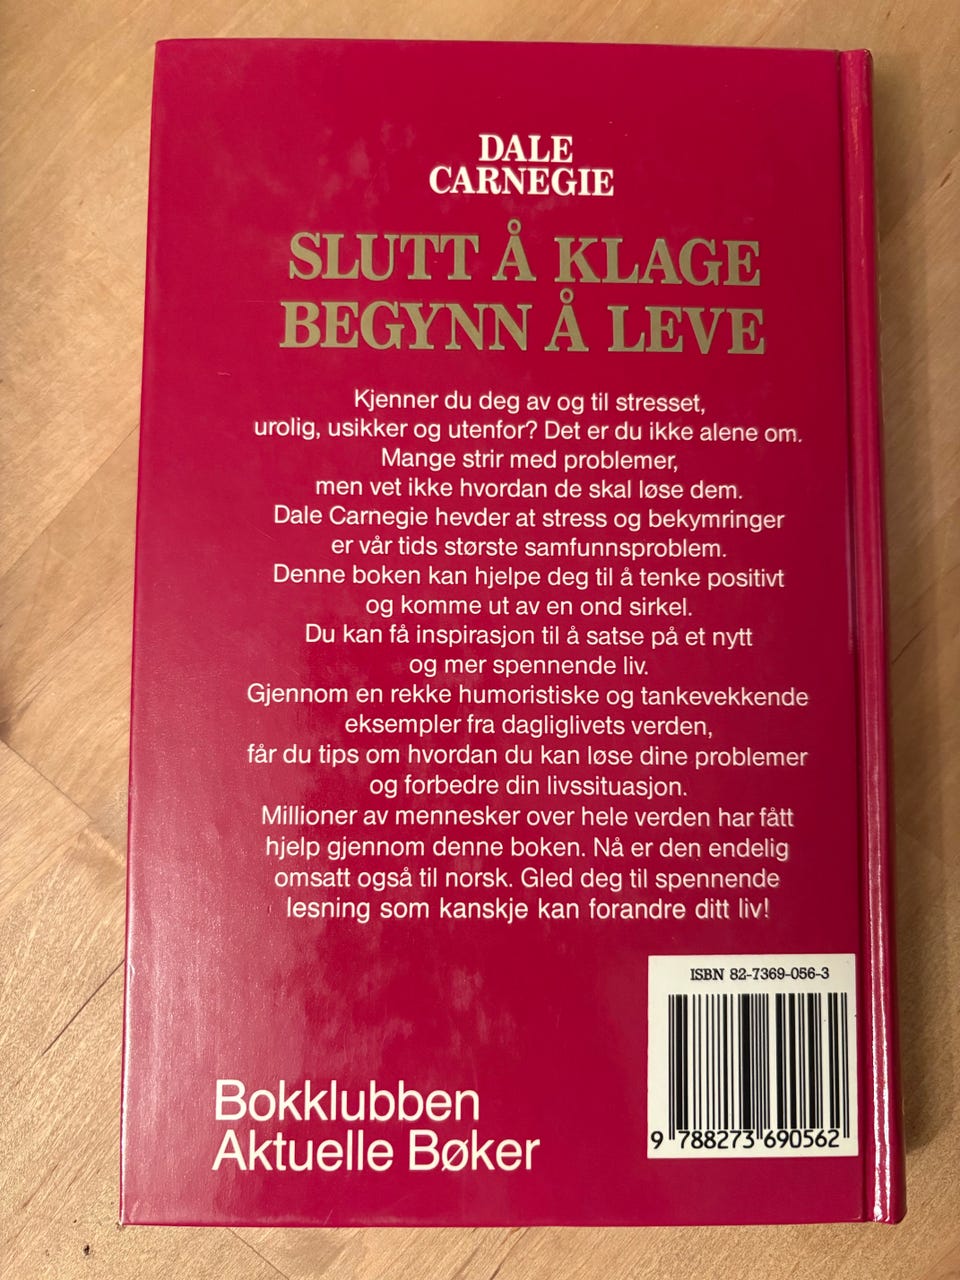 DALE
CARNEGIE
SLUTT Å KLAGE
BEGYNN Å LEVE
Kjenner du deg av og til stresset,
urolig, usikker og utenfor? Det er du ikke alene om.
Mange strir med problemer,
men vet ikke hvordan de skal løse dem.
Dale Carnegie hevder at stress og bekymringer
er vår tids største samfunnsproblem.
Denne boken kan hjelpe deg til å tenke positivt
og komme ut av en ond sirkel.
Du kan få inspirasjon til å satse på et nytt
og mer spennende liv.
Gjennom en rekke humoristiske og tankevekkende
eksempler fra dagliglivets verden,
får du tips om hvordan du kan løse dine problemer
og forbedre din livssituasjon.
Millioner av mennesker over hele verden har fått
hjelp gjennom denne boken. Nå er den endelig
omsatt også til norsk. Gled deg til spennende
lesning som kanskje kan forandre ditt liv!
ISBN 82-7369-056-3
9 788273 690562
Bokklubben
Aktuelle Bøker